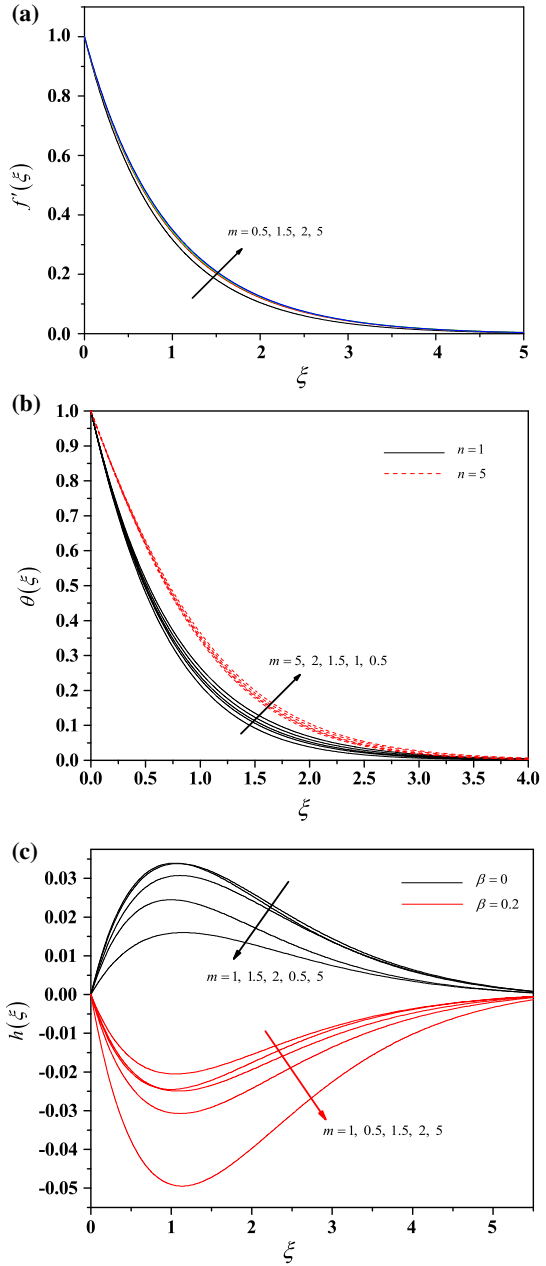 (a)
1.0
0.8
0.6
0.4
0.2
0.0
f'(ξ)
m = 0.5, 1.5, 2, 5
0 1 2 3 4 5
ξ
(b)
1.0
0.9
0.8
0.7
0.6
0.5
0.4
0.3
0.2
0.1
0.0
θ(ξ)
n = 1
n = 5
m = 5, 2, 1.5, 1, 0.5
0.0 0.5 1.0 1.5 2.0 2.5 3.0 3.5 4.0
ξ
(c)
0.03
0.02
0.01
0.00
-0.01
-0.02
-0.03
-0.04
-0.05
h(ξ)
β = 0
β = 0.2
m = 1, 1.5, 2, 0.5, 5
m = 1, 0.5, 1.5, 2, 5
0 1 2 3 4 5
ξ